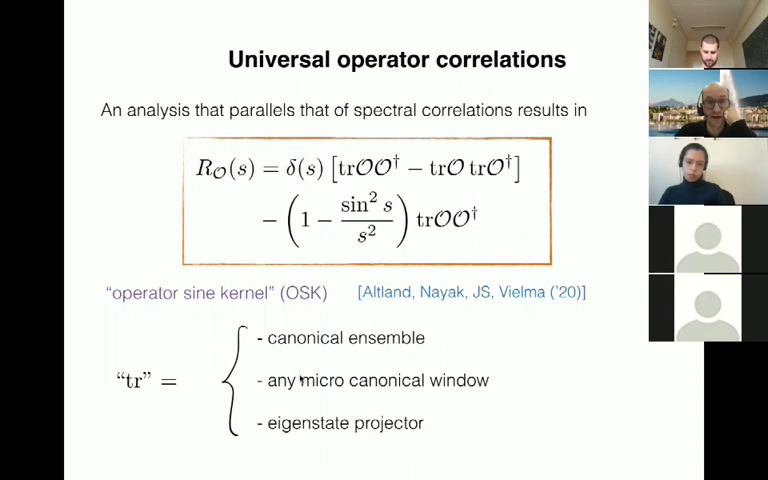 Universal operator correlations
An analysis that parallels that of spectral correlations results in
R_𝒪(s) = δ(s) [tr𝒪𝒪† − tr𝒪 tr𝒪†]
− (1 − sin² s / s²) tr𝒪𝒪†
“operator sine kernel” (OSK) [Altland, Nayak, JS, Vielma (’20)]
- canonical ensemble
“tr” = { - any micro canonical window
- eigenstate projector